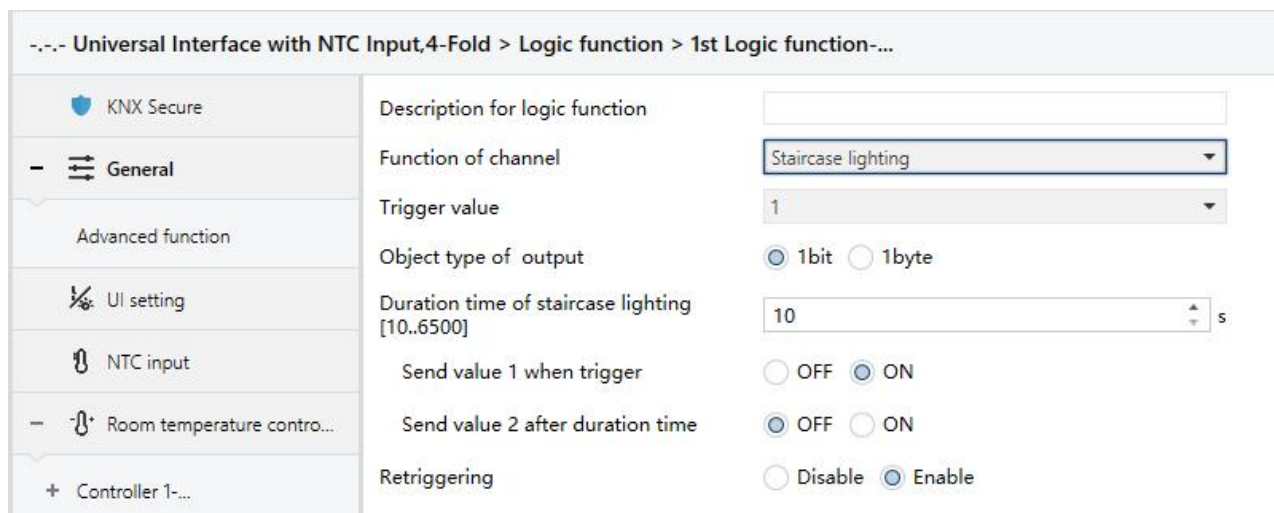 -.-.- Universal Interface with NTC Input,4-Fold > Logic function > 1st Logic function-...
KNX Secure
General
Advanced function
UI setting
NTC input
Room temperature contro...
Controller 1-...
Description for logic function
Function of channel
Staircase lighting
Trigger value
1
Object type of  output
1bit
1byte
Duration time of staircase lighting
[10..6500]
10
s
Send value 1 when trigger
OFF
ON
Send value 2 after duration time
OFF
ON
Retriggering
Disable
Enable